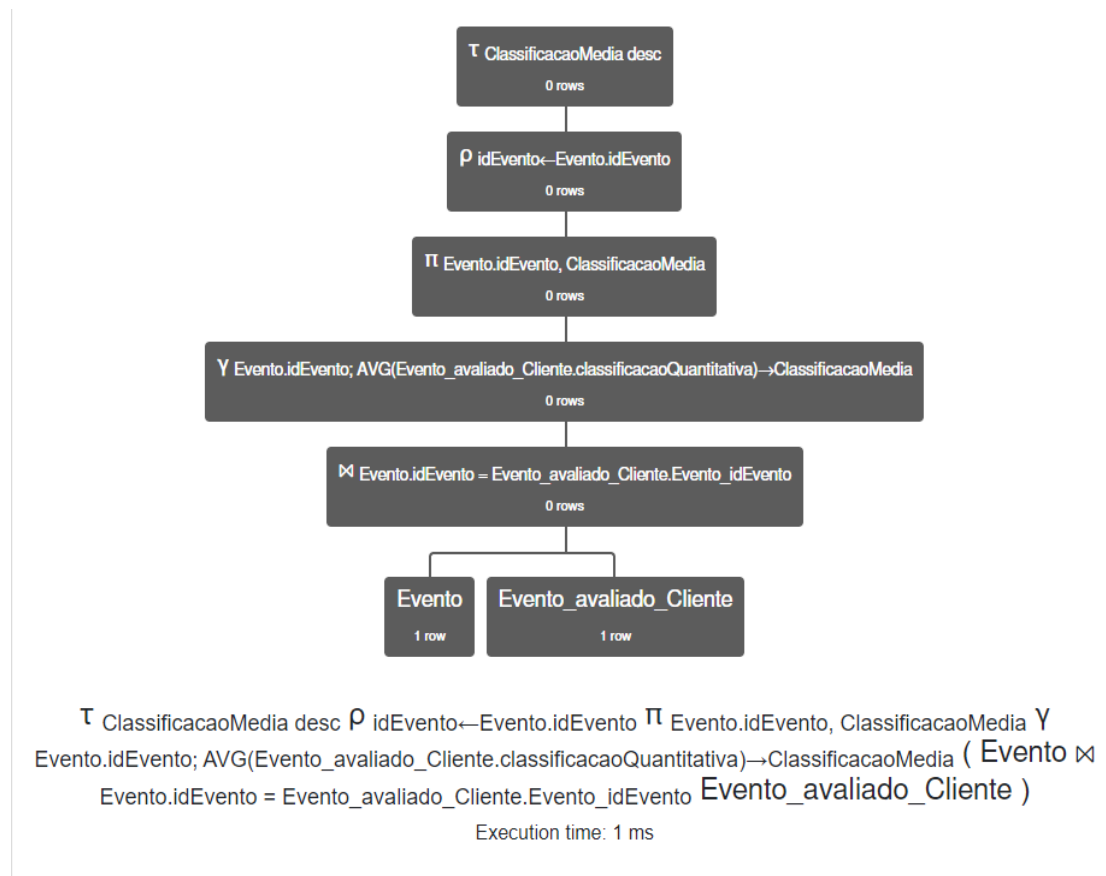 τ ClassificacaoMedia desc
0 rows
ρ idEvento←Evento.idEvento
0 rows
π Evento.idEvento, ClassificacaoMedia
0 rows
γ Evento.idEvento; AVG(Evento_avaliado_Cliente.classificacaoQuantitativa)→ClassificacaoMedia
0 rows
⋈ Evento.idEvento = Evento_avaliado_Cliente.Evento_idEvento
0 rows
Evento
1 row
Evento_avaliado_Cliente
1 row
τ ClassificacaoMedia desc ρ idEvento←Evento.idEvento π Evento.idEvento, ClassificacaoMedia γ
Evento.idEvento; AVG(Evento_avaliado_Cliente.classificacaoQuantitativa)→ClassificacaoMedia ( Evento ⋈
Evento.idEvento = Evento_avaliado_Cliente.Evento_idEvento Evento_avaliado_Cliente )
Execution time: 1 ms